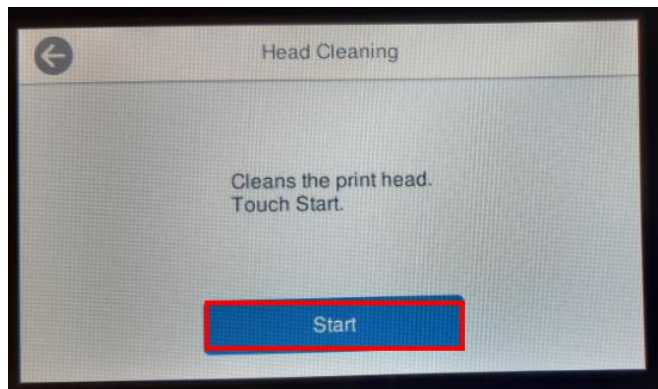 Head Cleaning
Cleans the print head.
Touch Start.
Start